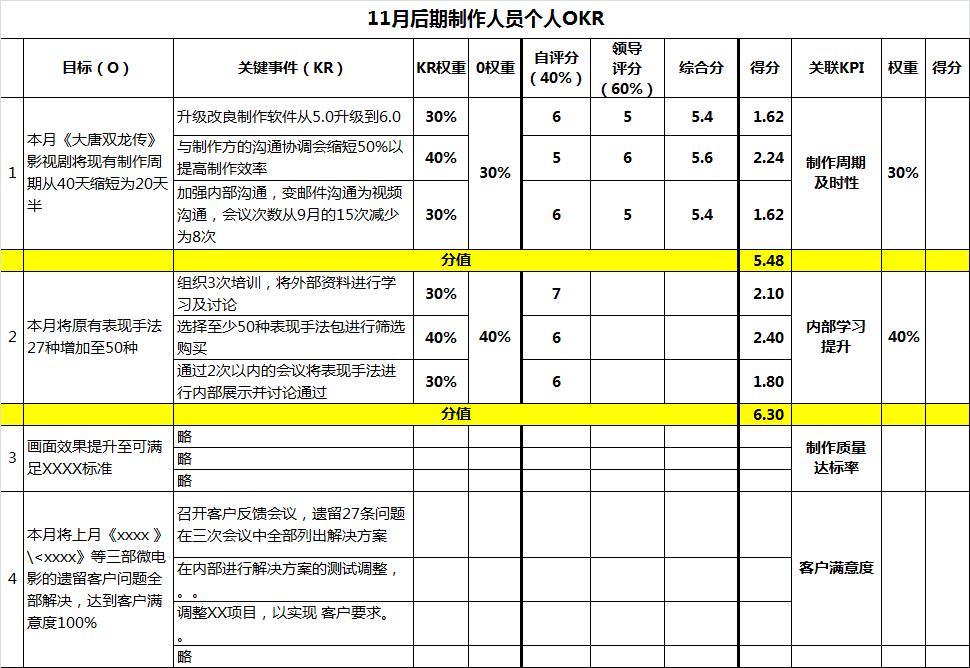 11月后期制作人员个人OKR
目标（O）
关键事件（KR）
KR权重
0权重
自评分
（40%）
领导
评分
（60%）
综合分
得分
关联KPI
权重
得分
1
本月《大唐双龙传》
影视剧将现有制作周
期从40天缩短为20天
半
升级改良制作软件从5.0升级到6.0
30%
30%
6
5
5.4
1.62
制作周期
及时性
30%
与制作方的沟通协调会缩短50%以
提高制作效率
40%
5
6
5.6
2.24
加强内部沟通，变邮件沟通为视频
沟通，会议次数从9月的15次减少
为8次
30%
6
5
5.4
1.62
分值
5.48
2
本月将原有表现手法
27种增加至50种
组织3次培训，将外部资料进行学
习及讨论
30%
40%
7
2.10
内部学习
提升
40%
选择至少50种表现手法包进行筛选
购买
40%
6
2.40
通过2次以内的会议将表现手法进
行内部展示并讨论通过
30%
6
1.80
分值
6.30
3
画面效果提升至可满
足XXXX标准
略
略
略
制作质量
达标率
4
本月将上月《xxxx 》
\<xxxx》等三部微电
影的遗留客户问题全
部解决，达到客户满
意度100%
召开客户反馈会议，遗留27条问题
在三次会议中全部列出解决方案
客户满意度
在内部进行解决方案的测试调整，
。。
调整XX项目，以实现 客户要求。
。
略